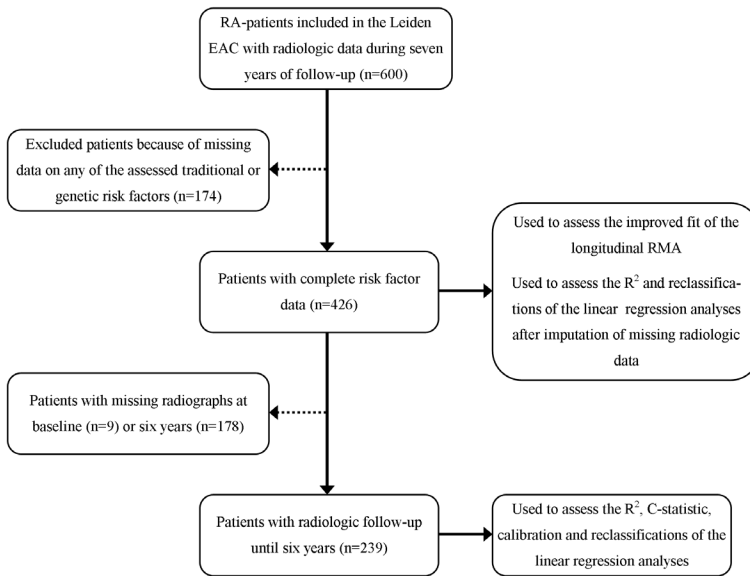 RA-patients included in the Leiden
EAC with radiologic data during seven
years of follow-up (n=600)
Excluded patients because of missing
data on any of the assessed traditional or
genetic risk factors (n=174)
Patients with complete risk factor
data (n=426)
Used to assess the improved fit of the
longitudinal RMA
Used to assess the R² and reclassifica-
tions of the linear regression analyses
after imputation of missing radiologic
data
Patients with missing radiographs at
baseline (n=9) or six years (n=178)
Patients with radiologic follow-up
until six years (n=239)
Used to assess the R², C-statistic,
calibration and reclassifications of the
linear regression analyses